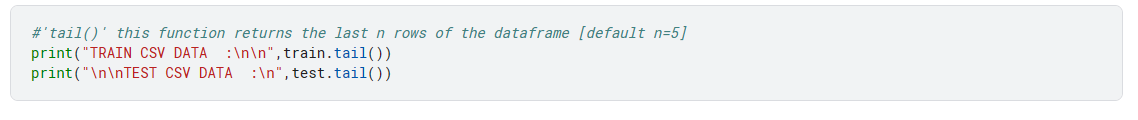 #'tail()' this function returns the last n rows of the dataframe [default n=5]
print("TRAIN CSV DATA  :\n\n",train.tail())
print("\n\nTEST CSV DATA  :\n",test.tail())